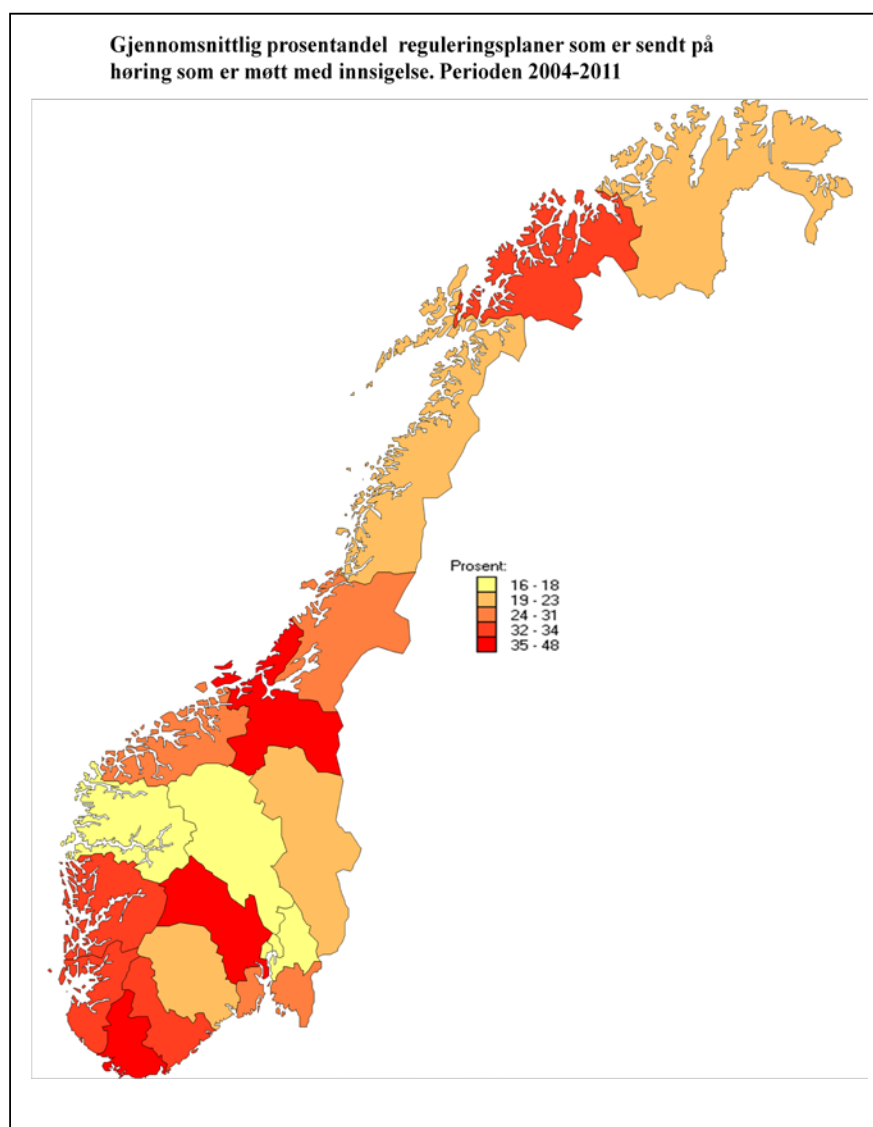 Gjennomsnittlig prosentandel reguleringsplaner som er sendt på
høring som er møtt med innsigelse. Perioden 2004-2011
Prosent:
16 - 18
19 - 23
24 - 31
32 - 34
35 - 48